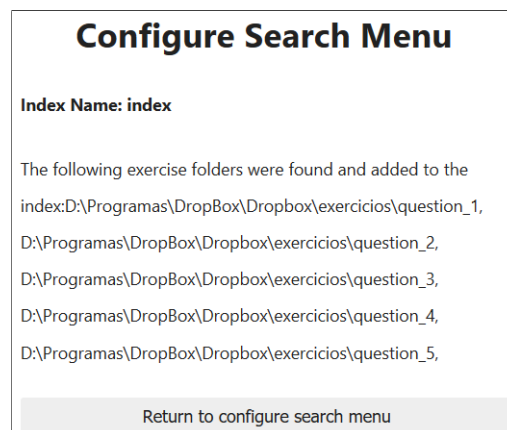 Configure Search Menu
Index Name: index
The following exercise folders were found and added to the
index:D:\Programas\DropBox\Dropbox\exercicios\question_1,
D:\Programas\DropBox\Dropbox\exercicios\question_2,
D:\Programas\DropBox\Dropbox\exercicios\question_3,
D:\Programas\DropBox\Dropbox\exercicios\question_4,
D:\Programas\DropBox\Dropbox\exercicios\question_5,
Return to configure search menu